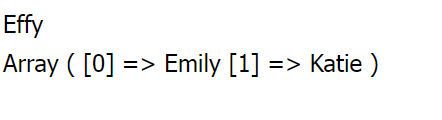 Effy
Array ( [0] => Emily [1] => Katie )